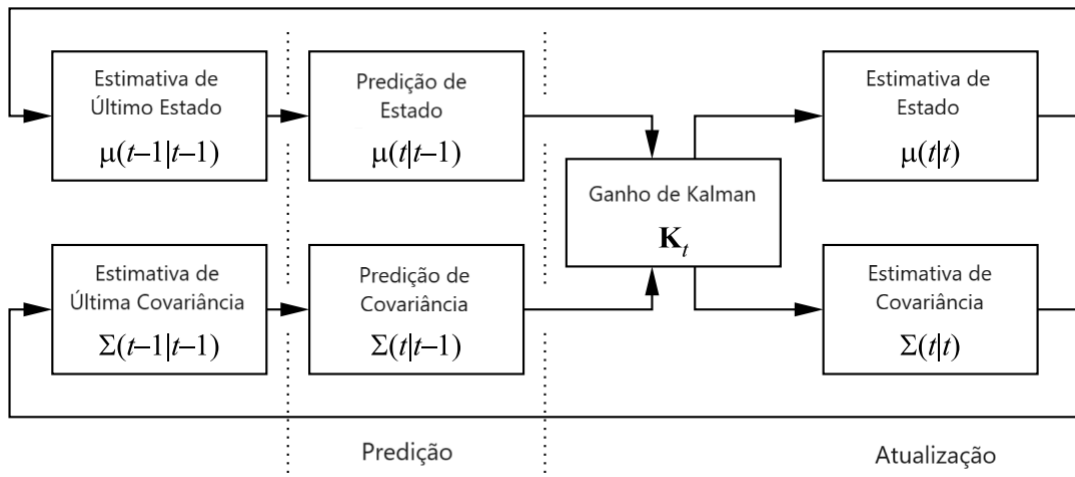 Estimativa de
Último Estado
μ(t–1|t–1)
Predição de
Estado
μ(t|t–1)
Ganho de Kalman
K_t
Estimativa de
Estado
μ(t|t)
Estimativa de
Última Covariância
Σ(t–1|t–1)
Predição de
Covariância
Σ(t|t–1)
Estimativa de
Covariância
Σ(t|t)
Predição
Atualização